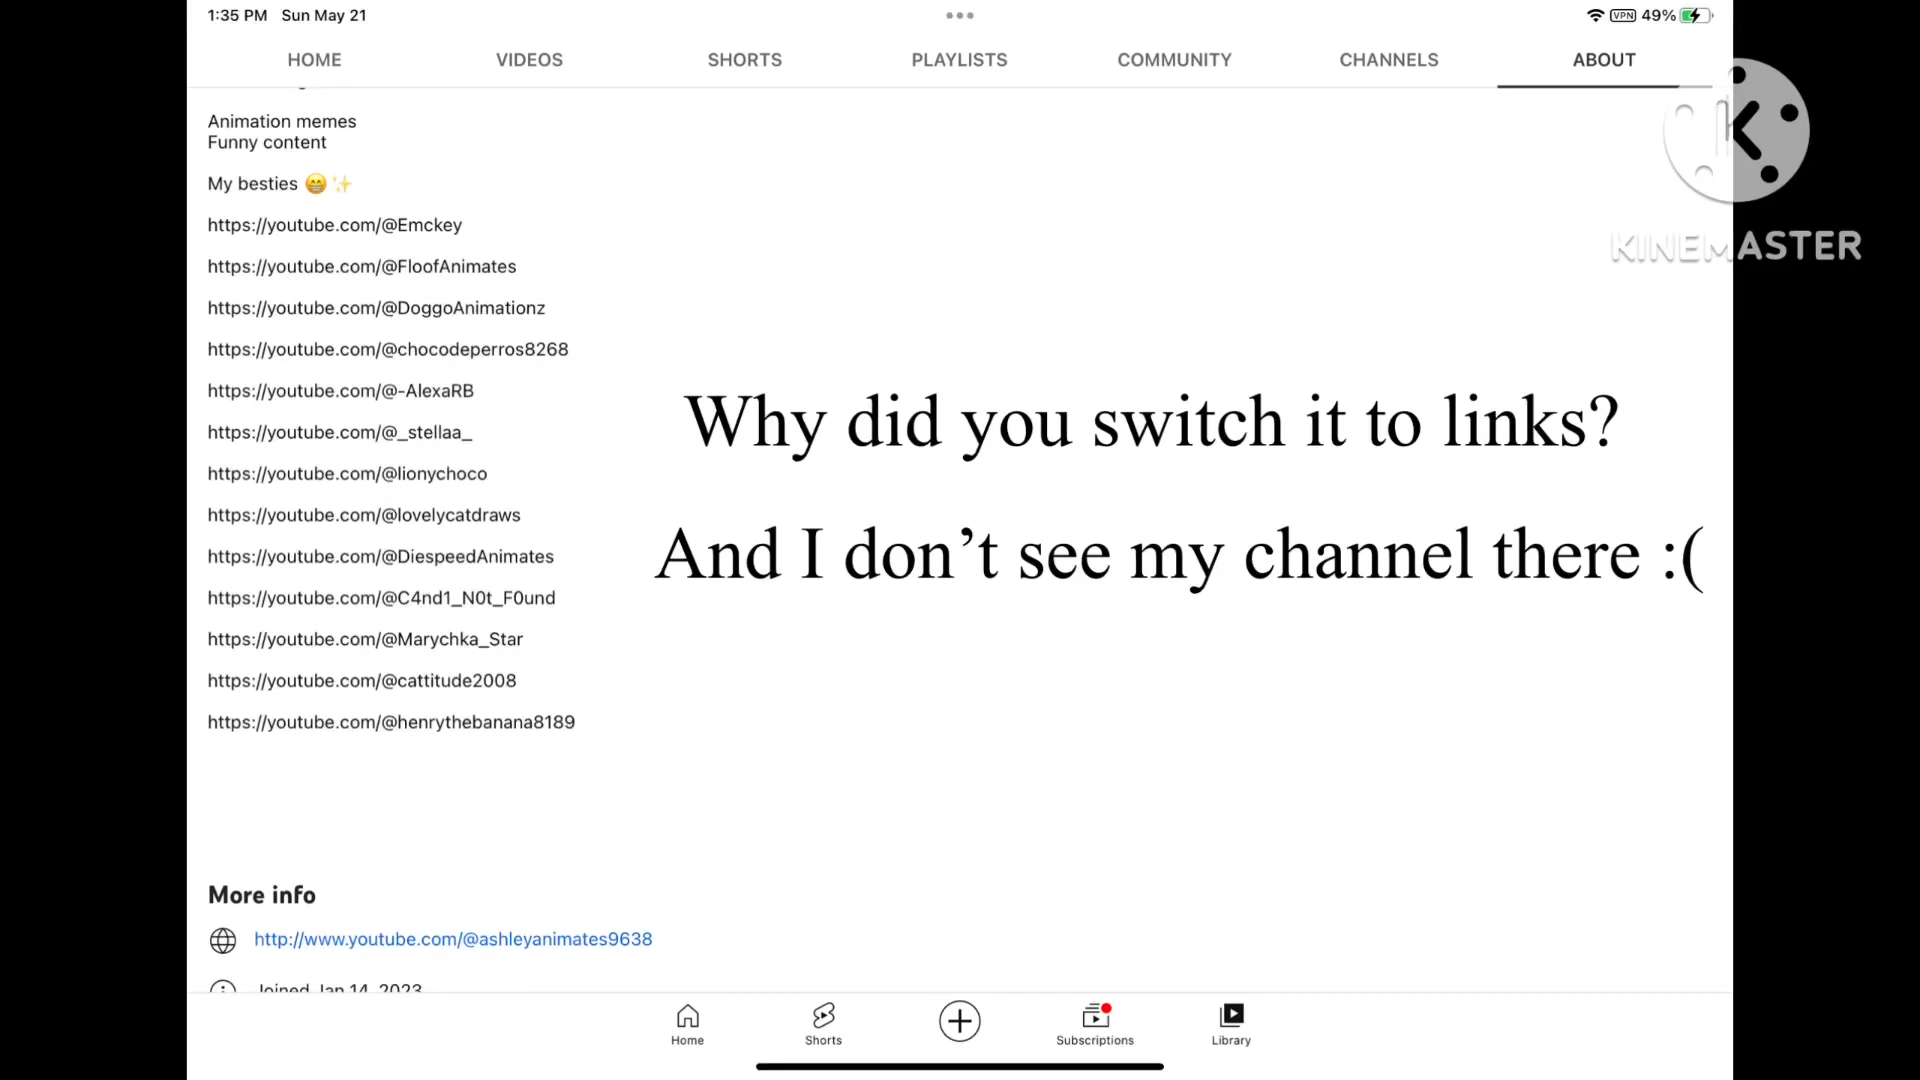 1:35 PM Sun May 21
VPN 49%
HOME VIDEOS SHORTS PLAYLISTS COMMUNITY CHANNELS ABOUT
K
KINEMASTER
Animation memes
Funny content
My besties 😁✨
https://youtube.com/@Emckey
https://youtube.com/@FloofAnimates
https://youtube.com/@DoggoAnimationz
https://youtube.com/@chocodeperros8268
https://youtube.com/@-AlexaRB
https://youtube.com/@_stellaa_
https://youtube.com/@lionychoco
https://youtube.com/@lovelycatdraws
https://youtube.com/@DiespeedAnimates
https://youtube.com/@C4nd1_N0t_F0und
https://youtube.com/@Marychka_Star
https://youtube.com/@cattitude2008
https://youtube.com/@henrythebanana8189
Why did you switch it to links?
And I don’t see my channel there :(
More info
http://www.youtube.com/@ashleyanimates9638
Joined Jan 14, 2023
Home Shorts Subscriptions Library